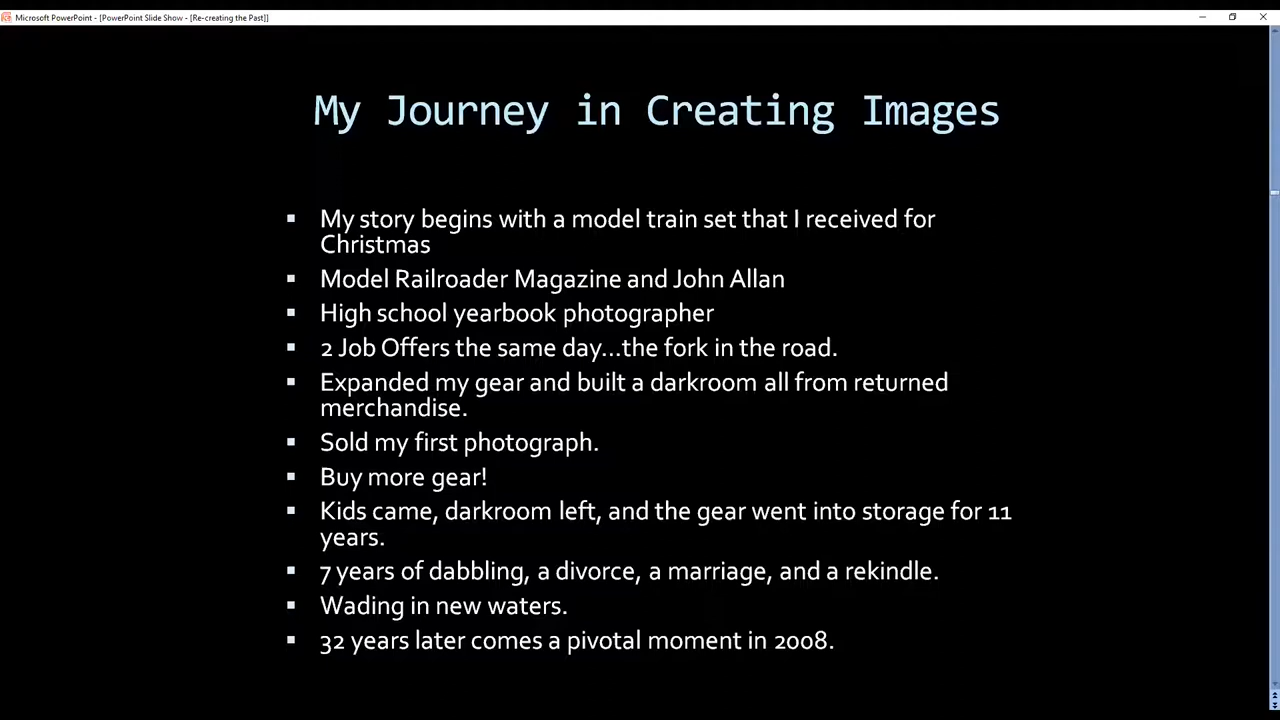 Microsoft PowerPoint - [PowerPoint Slide Show - [Re-creating the Past]]
My Journey in Creating Images
▪ My story begins with a model train set that I received for
Christmas
▪ Model Railroader Magazine and John Allan
▪ High school yearbook photographer
▪ 2 Job Offers the same day...the fork in the road.
▪ Expanded my gear and built a darkroom all from returned
merchandise.
▪ Sold my first photograph.
▪ Buy more gear!
▪ Kids came, darkroom left, and the gear went into storage for 11
years.
▪ 7 years of dabbling, a divorce, a marriage, and a rekindle.
▪ Wading in new waters.
▪ 32 years later comes a pivotal moment in 2008.